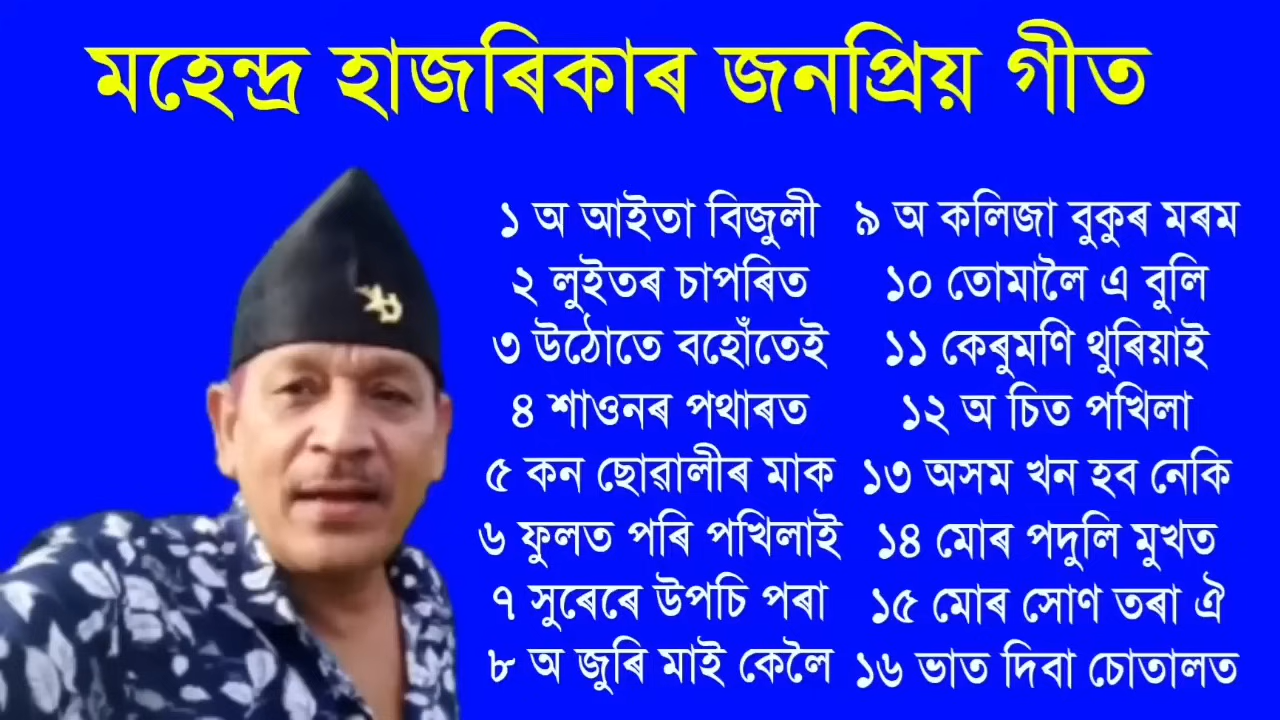 মহেন্দ্ৰ হাজৰিকাৰ জনপ্ৰিয় গীত
১ অ আইতা বিজুলী
২ লুইতৰ চাপৰিত
৩ উঠোতে বহোঁতেই
৪ শাওনৰ পথাৰত
৫ কন ছোৱালীৰ মাক
৬ ফুলত পৰি পখিলাই
৭ সুৰেৰে উপচি পৰা
৮ অ জুৰি মাই কেলৈ
৯ অ কলিজা বুকুৰ মৰম
১০ তোমালৈ এ বুলি
১১ কেৰুমণি থুৰিয়াই
১২ অ চিত পখিলা
১৩ অসম খন হব নেকি
১৪ মোৰ পদুলি মুখত
১৫ মোৰ সোণ তৰা ঐ
১৬ ভাত দিবা চোতালত